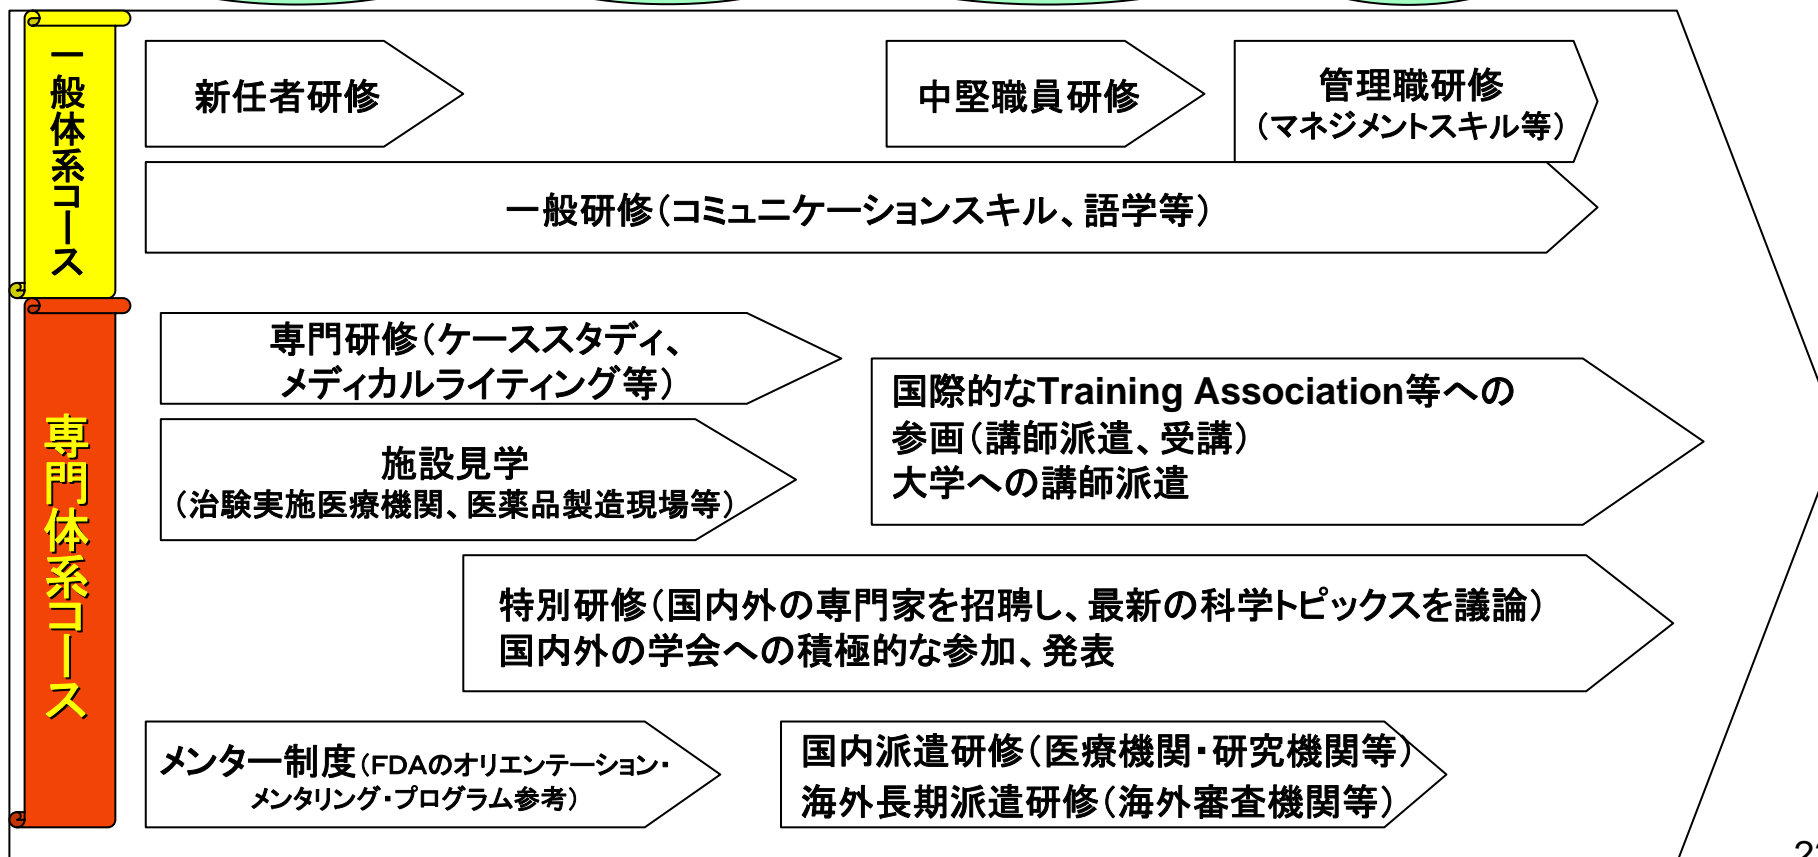 一般体系コース
新任者研修
中堅職員研修
管理職研修
（マネジメントスキル等）
一般研修（コミュニケーションスキル、語学等）
専門体系コース
専門研修（ケーススタディ、
メディカルライティング等）
国際的なTraining Association等への
参画（講師派遣、受講）
大学への講師派遣
施設見学
（治験実施医療機関、医薬品製造現場等）
特別研修（国内外の専門家を招聘し、最新の科学トピックスを議論）
国内外の学会への積極的な参加、発表
メンター制度（FDAのオリエンテーション・
メンタリング・プログラム参考）
国内派遣研修（医療機関・研究機関等）
海外長期派遣研修（海外審査機関等）